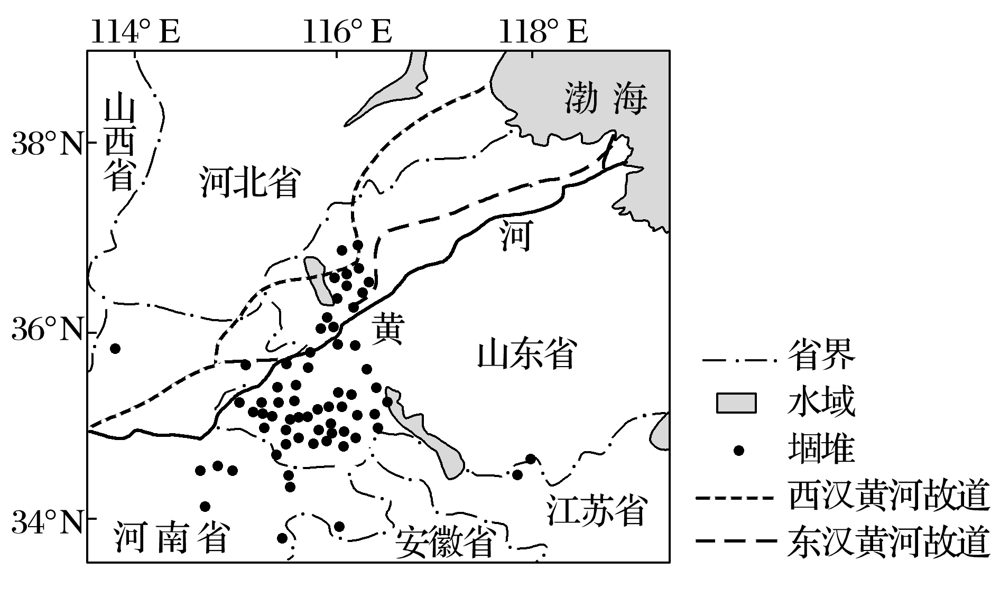 114° E 116° E 118° E
渤 海
山西省
38°N
河北省
河
黄
36°N
山东省
省界
水域
堌堆
西汉黄河故道
东汉黄河故道
34°N
河南省
安徽省
江苏省